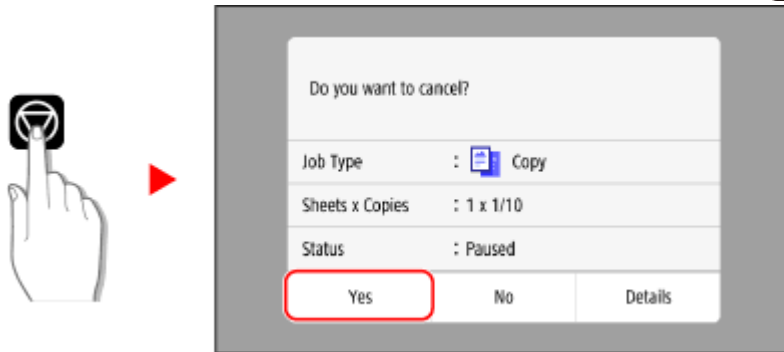 Do you want to cancel?
Job Type : Copy
Sheets x Copies : 1 x 1/10
Status : Paused
Yes No Details